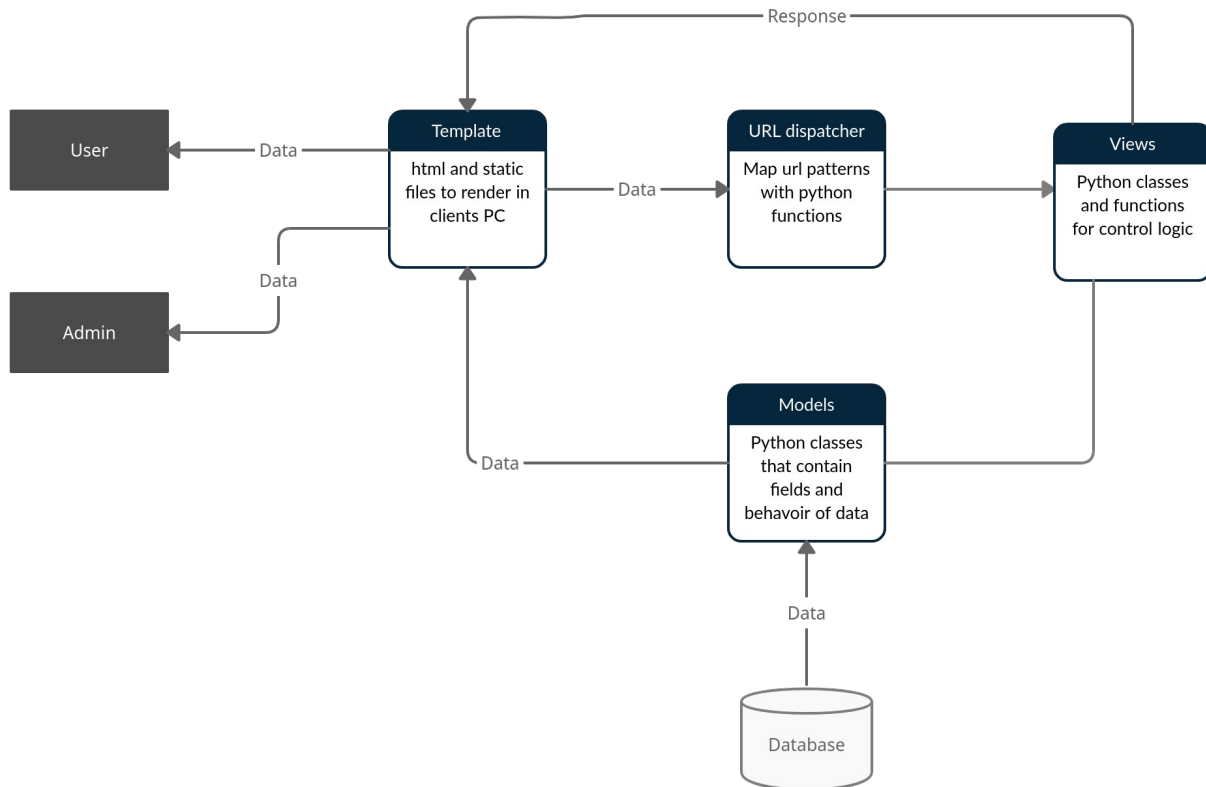 Response
User
Data
Template
html and static
files to render in
clients PC
Data
URL dispatcher
Map url patterns
with python
functions
Views
Python classes
and functions
for control logic
Data
Admin
Models
Python classes
that contain
fields and
behavoir of data
Data
Data
Database